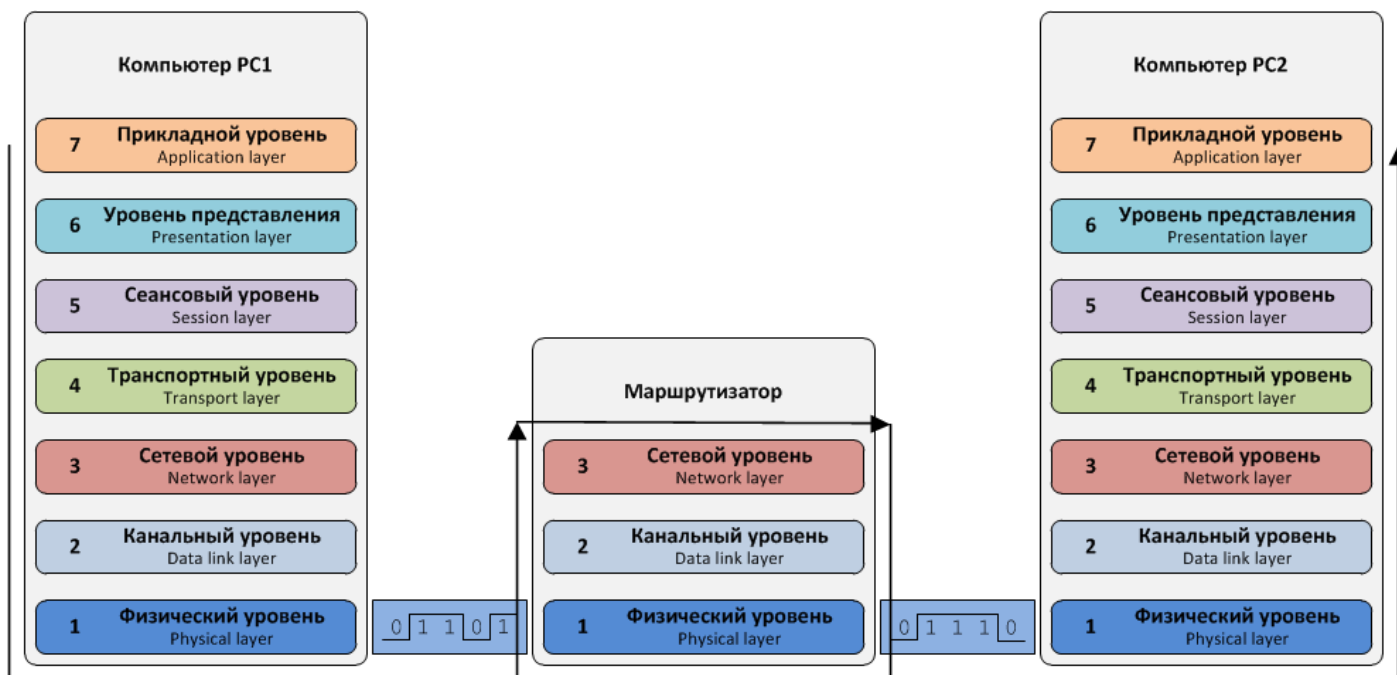 Компьютер PC1
7 Прикладной уровень
Application layer
6 Уровень представления
Presentation layer
5 Сеансовый уровень
Session layer
4 Транспортный уровень
Transport layer
3 Сетевой уровень
Network layer
2 Канальный уровень
Data link layer
1 Физический уровень
Physical layer
0 1 1 0 1
Маршрутизатор
3 Сетевой уровень
Network layer
2 Канальный уровень
Data link layer
1 Физический уровень
Physical layer
0 1 1 1 0
Компьютер PC2
7 Прикладной уровень
Application layer
6 Уровень представления
Presentation layer
5 Сеансовый уровень
Session layer
4 Транспортный уровень
Transport layer
3 Сетевой уровень
Network layer
2 Канальный уровень
Data link layer
1 Физический уровень
Physical layer